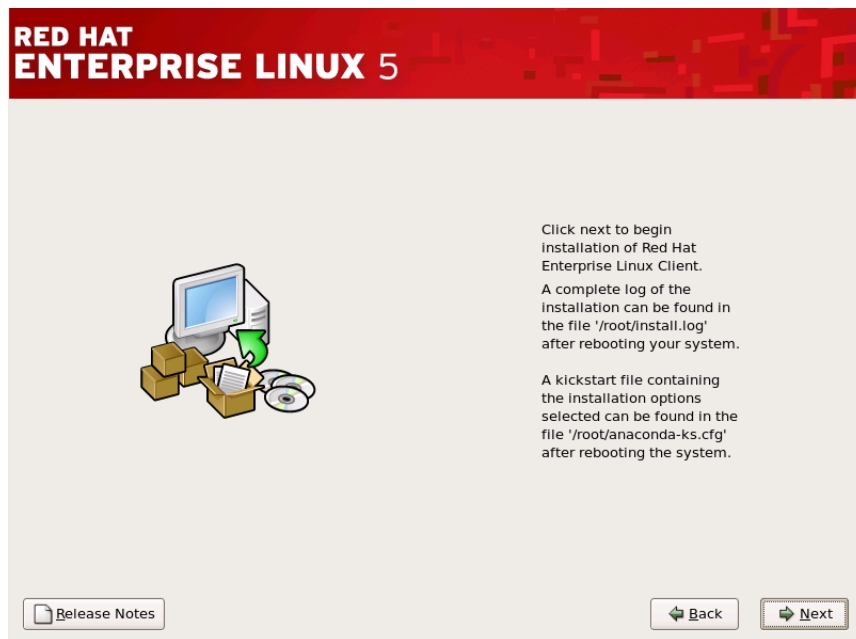 RED HAT
ENTERPRISE LINUX 5
Click next to begin
installation of Red Hat
Enterprise Linux Client.
A complete log of the
installation can be found in
the file '/root/install.log'
after rebooting your system.
A kickstart file containing
the installation options
selected can be found in the
file '/root/anaconda-ks.cfg'
after rebooting the system.
Release Notes
Back
Next